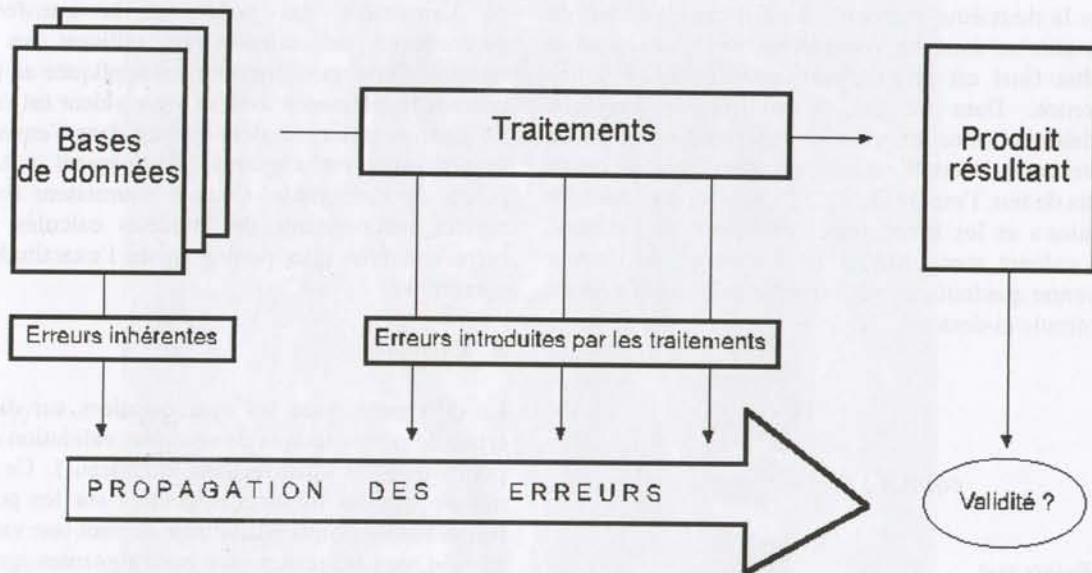 Bases
de données
Traitements
Produit
résultant
Erreurs inhérentes
Erreurs introduites par les traitements
PROPAGATION DES ERREURS
Validité ?